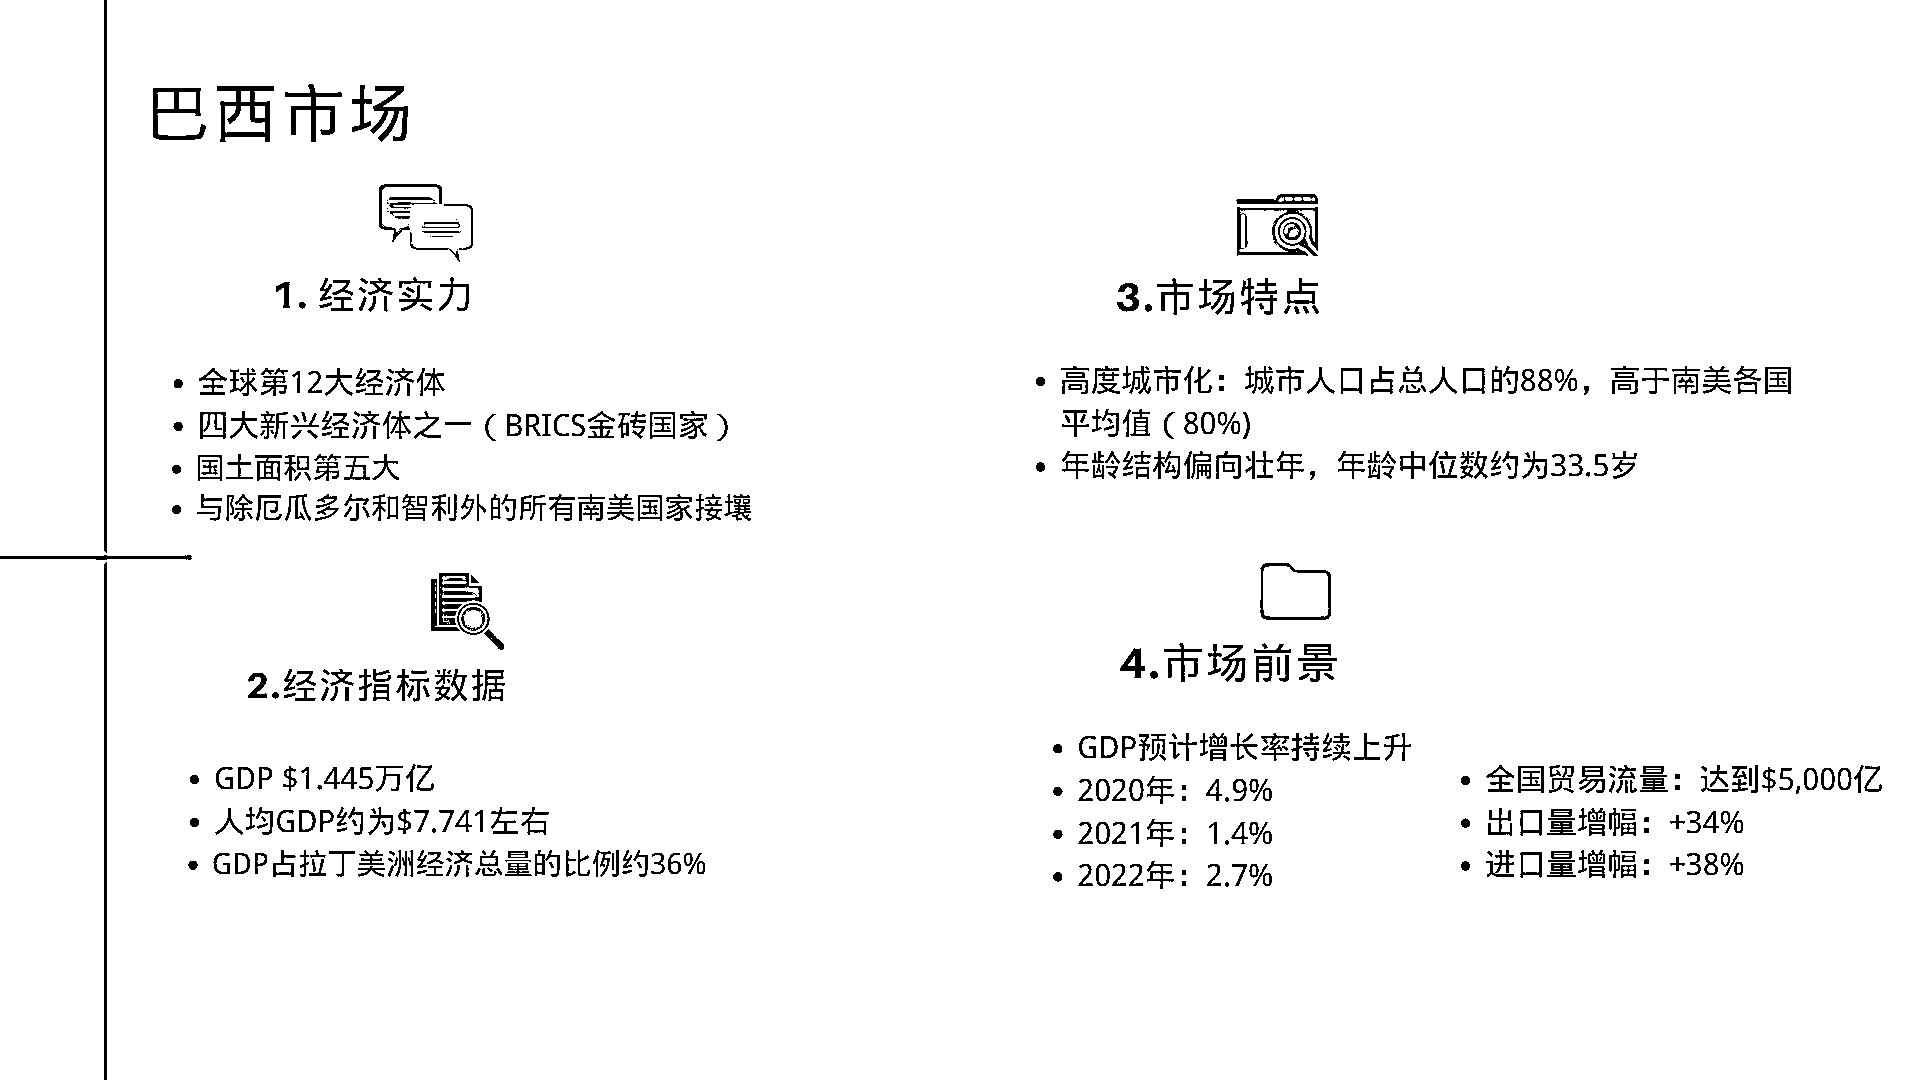 巴西市场
1. 经济实力
全球第12大经济体
四大新兴经济体之一（BRICS金砖国家）
国土面积第五大
与除厄瓜多尔和智利外的所有南美国家接壤
2.经济指标数据
GDP $1.445万亿
人均GDP约为$7.741左右
GDP占拉丁美洲经济总量的比例约36%
3.市场特点
高度城市化：城市人口占总人口的88%，高于南美各国
平均值（80%)
年龄结构偏向壮年，年龄中位数约为33.5岁
4.市场前景
GDP预计增长率持续上升
2020年：4.9%
2021年：1.4%
2022年：2.7%
全国贸易流量：达到$5,000亿
出口量增幅：+34%
进口量增幅：+38%